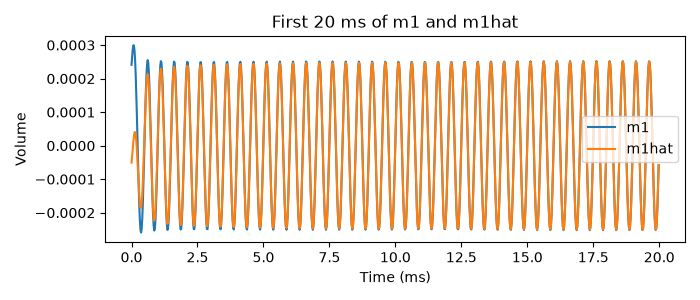 First 20 ms of m1 and m1hat
Volume
0.0003
0.0002
0.0001
0.0000
−0.0001
−0.0002
m1
m1hat
0.0 2.5 5.0 7.5 10.0 12.5 15.0 17.5 20.0
Time (ms)